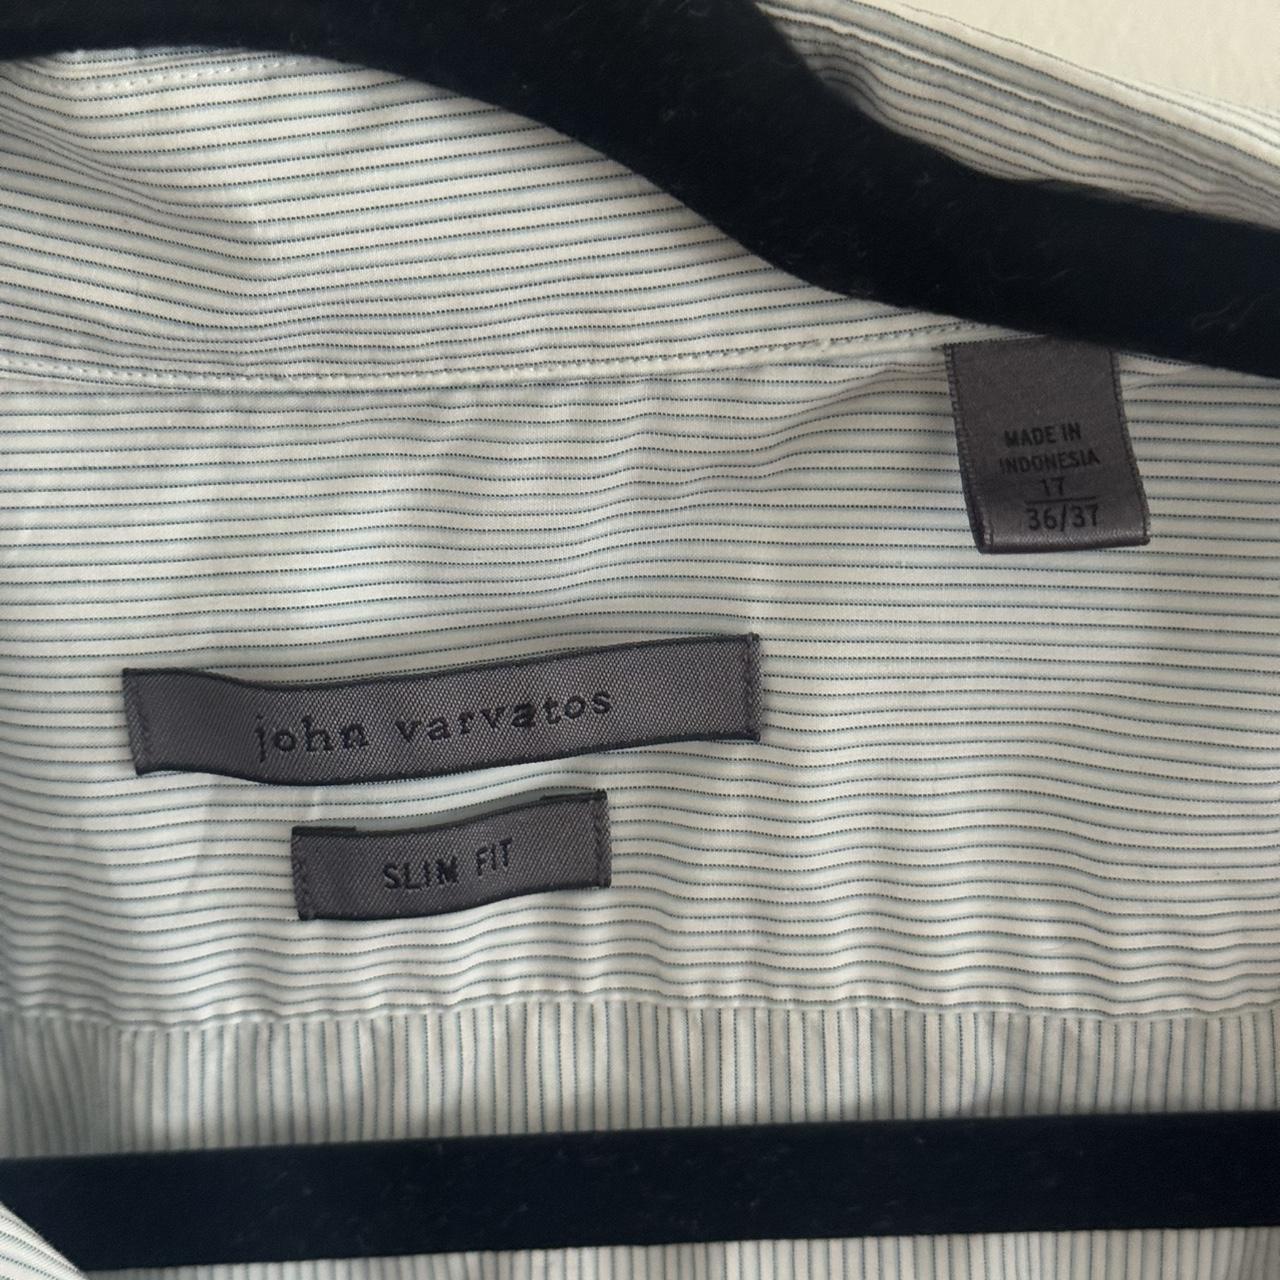 MADE IN
INDONESIA
17
36/37
john varvatos
SLIM FIT